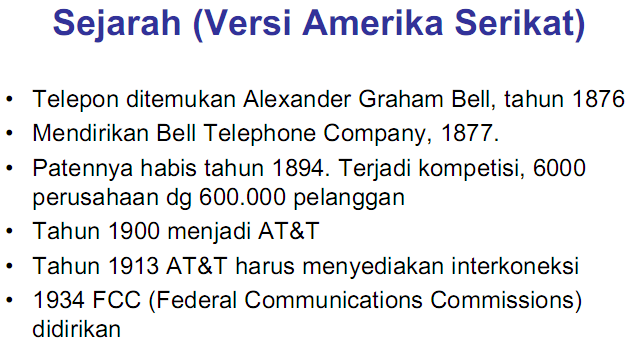 Sejarah (Versi Amerika Serikat)
• Telepon ditemukan Alexander Graham Bell, tahun 1876
• Mendirikan Bell Telephone Company, 1877.
• Patennya habis tahun 1894. Terjadi kompetisi, 6000
perusahaan dg 600.000 pelanggan
• Tahun 1900 menjadi AT&T
• Tahun 1913 AT&T harus menyediakan interkoneksi
• 1934 FCC (Federal Communications Commissions)
didirikan